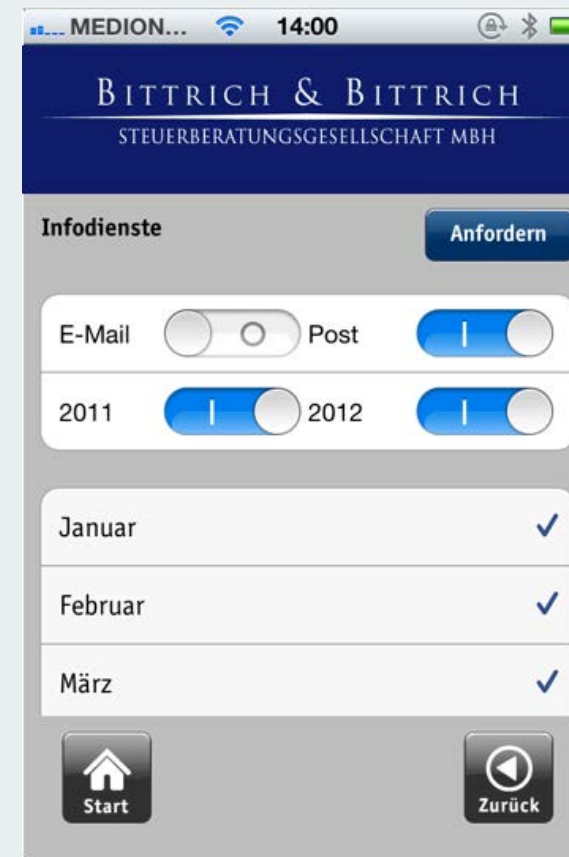 MEDION... 14:00
BITTRICH & BITTRICH
STEUERBERATUNGSGESELLSCHAFT MBH
Infodienste Anfordern
E-Mail Post
2011 2012
Januar
Februar
März
Start Zurück